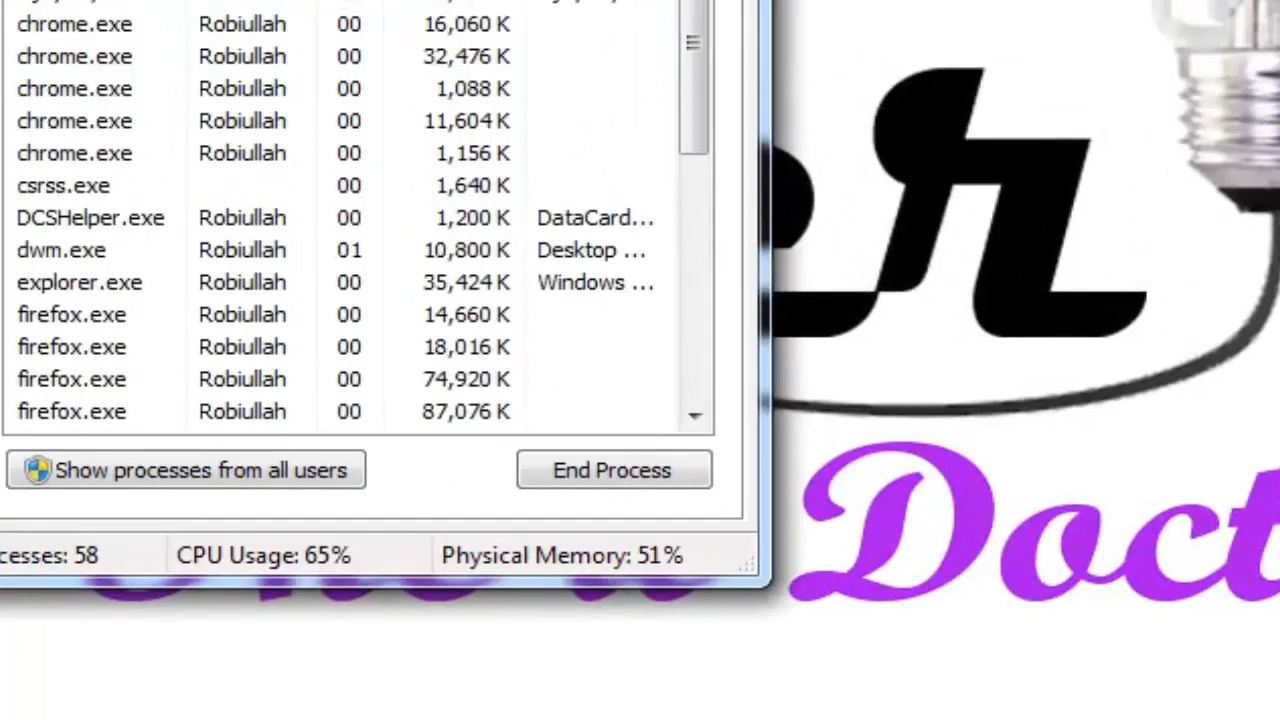 chrome.exe Robiullah 00 16,060 K
chrome.exe Robiullah 00 32,476 K
chrome.exe Robiullah 00 1,088 K
chrome.exe Robiullah 00 11,604 K
chrome.exe Robiullah 00 1,156 K
csrss.exe 00 1,640 K
DCSHelper.exe Robiullah 00 1,200 K DataCard...
dwm.exe Robiullah 01 10,800 K Desktop ...
explorer.exe Robiullah 00 35,424 K Windows ...
firefox.exe Robiullah 00 14,660 K
firefox.exe Robiullah 00 18,016 K
firefox.exe Robiullah 00 74,920 K
firefox.exe Robiullah 00 87,076 K
Show processes from all users End Process
cesses: 58 CPU Usage: 65% Physical Memory: 51%
er
Doct